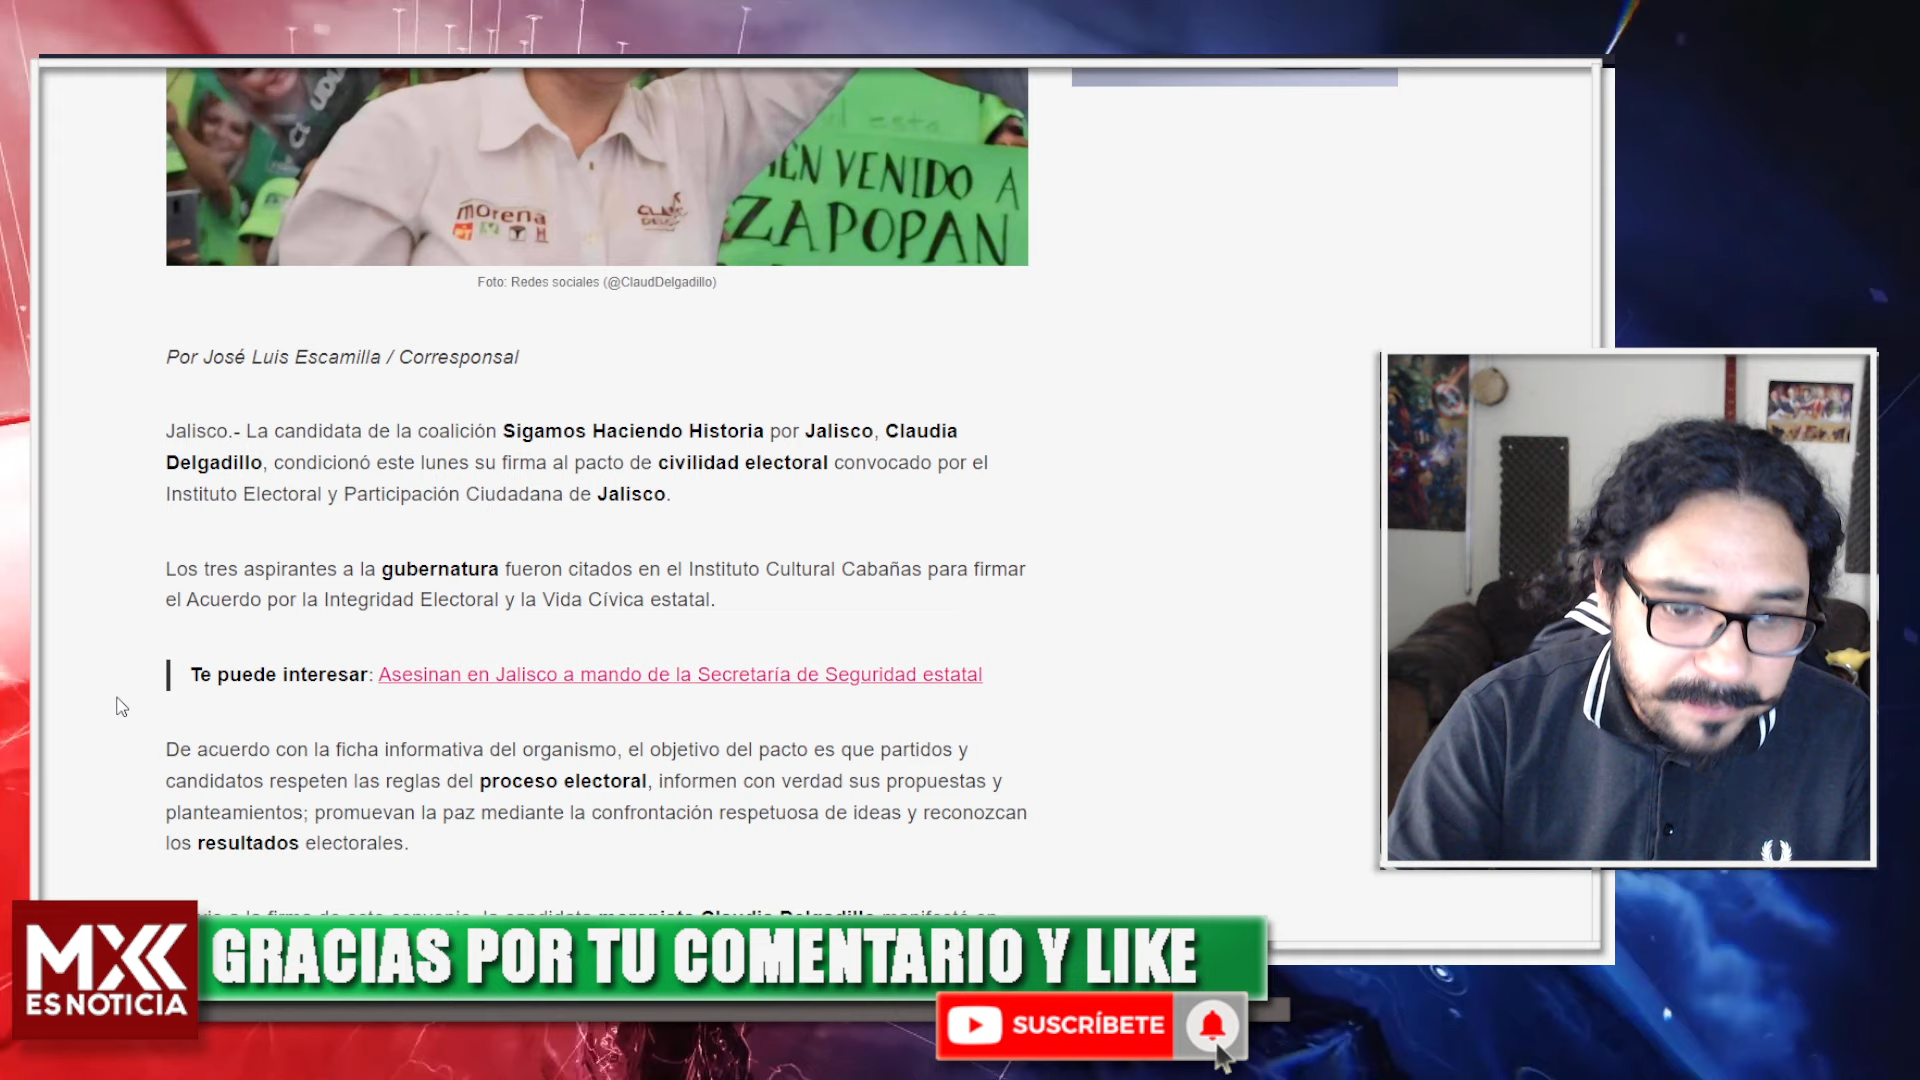 BIENVENIDO A
ZAPOPAN
morena
Foto: Redes sociales (@ClaudDelgadillo)
Por José Luis Escamilla / Corresponsal
Jalisco.- La candidata de la coalición Sigamos Haciendo Historia por Jalisco, Claudia
Delgadillo, condicionó este lunes su firma al pacto de civilidad electoral convocado por el
Instituto Electoral y Participación Ciudadana de Jalisco.
Los tres aspirantes a la gubernatura fueron citados en el Instituto Cultural Cabañas para firmar
el Acuerdo por la Integridad Electoral y la Vida Cívica estatal.
Te puede interesar: Asesinan en Jalisco a mando de la Secretaría de Seguridad estatal
De acuerdo con la ficha informativa del organismo, el objetivo del pacto es que partidos y
candidatos respeten las reglas del proceso electoral, informen con verdad sus propuestas y
planteamientos; promuevan la paz mediante la confrontación respetuosa de ideas y reconozcan
los resultados electorales.
MX
ES NOTICIA
GRACIAS POR TU COMENTARIO Y LIKE
SUSCRÍBETE